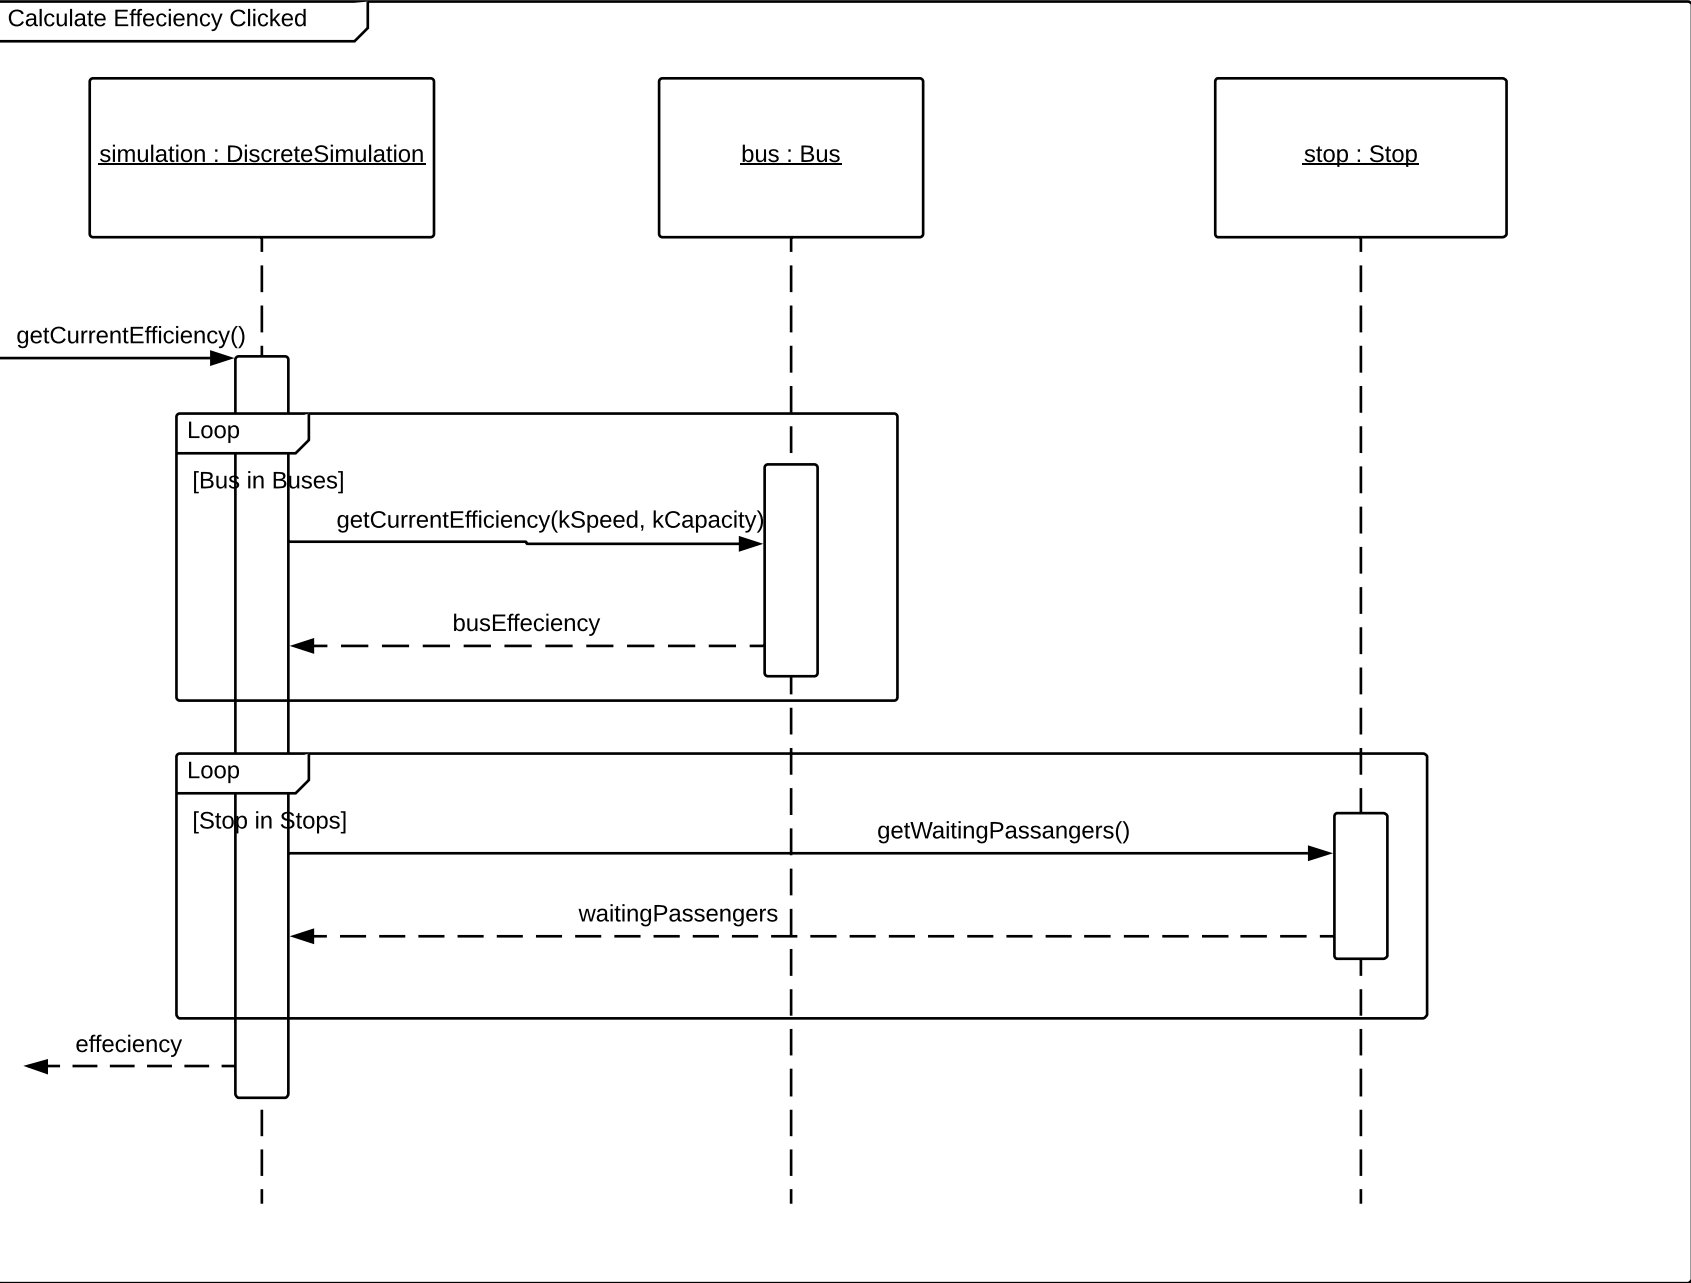 Calculate Effeciency Clicked
simulation : DiscreteSimulation
bus : Bus
stop : Stop
getCurrentEfficiency()
Loop
[Bus in Buses]
getCurrentEfficiency(kSpeed, kCapacity)
busEffeciency
Loop
[Stop in Stops]
getWaitingPassangers()
waitingPassengers
effeciency